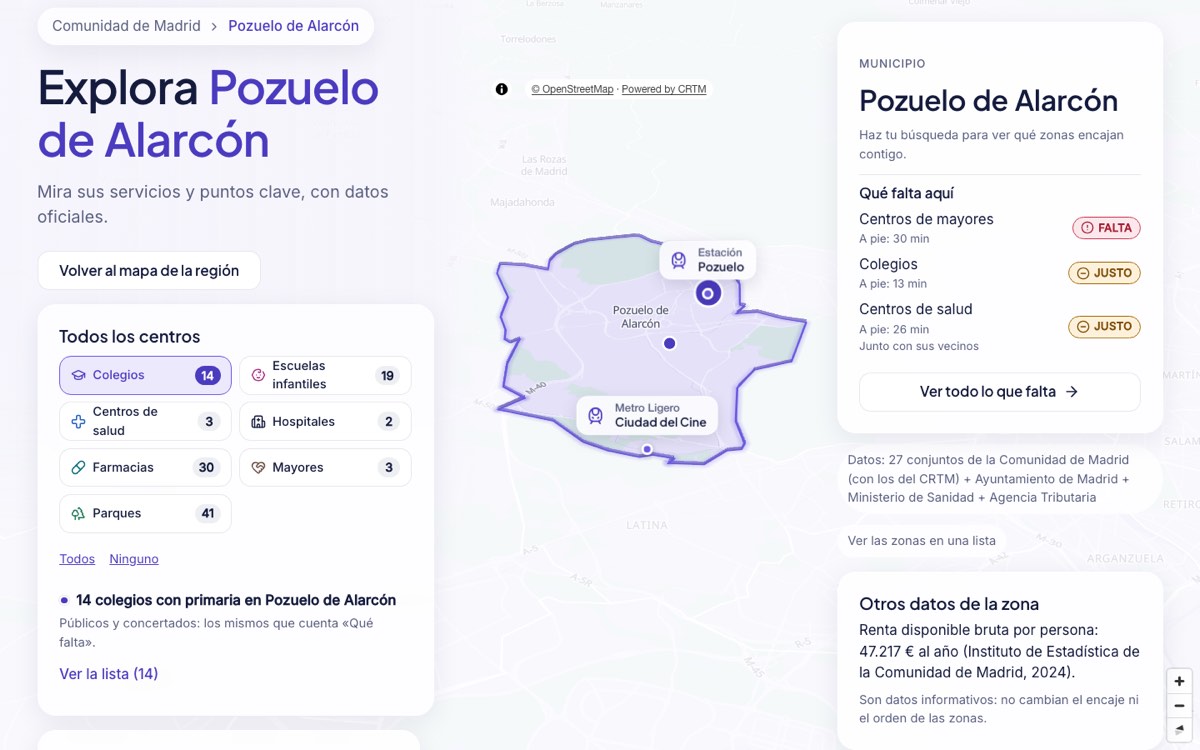 Comunidad de Madrid › Pozuelo de Alarcón
Explora Pozuelo
de Alarcón
Mira sus servicios y puntos clave, con datos
oficiales.
Volver al mapa de la región
Todos los centros
Colegios 14
Escuelas
infantiles 19
Centros de
salud 3
Hospitales 2
Farmacias 30
Mayores 3
Parques 41
Todos Ninguno
14 colegios con primaria en Pozuelo de Alarcón
Públicos y concertados: los mismos que cuenta «Qué
falta».
Ver la lista (14)
Torrelodones
© OpenStreetMap · Powered by CRTM
Las Rozas
de Madrid
Majadahonda
Estación
Pozuelo
Pozuelo de
Alarcón
M-40
Metro Ligero
Ciudad del Cine
LATINA
A-5
A-5R
R-5
M-45
M-30
A-42
ARGANZUELA
RETIRO
SALAM
MARTÍN
MUNICIPIO
Pozuelo de Alarcón
Haz tu búsqueda para ver qué zonas encajan
contigo.
Qué falta aquí
Centros de mayores
A pie: 30 min
FALTA
Colegios
A pie: 13 min
JUSTO
Centros de salud
A pie: 26 min
Junto con sus vecinos
JUSTO
Ver todo lo que falta →
Datos: 27 conjuntos de la Comunidad de Madrid
(con los del CRTM) + Ayuntamiento de Madrid +
Ministerio de Sanidad + Agencia Tributaria
Ver las zonas en una lista
Otros datos de la zona
Renta disponible bruta por persona:
47.217 € al año (Instituto de Estadística de
la Comunidad de Madrid, 2024).
Son datos informativos: no cambian el encaje ni
el orden de las zonas.